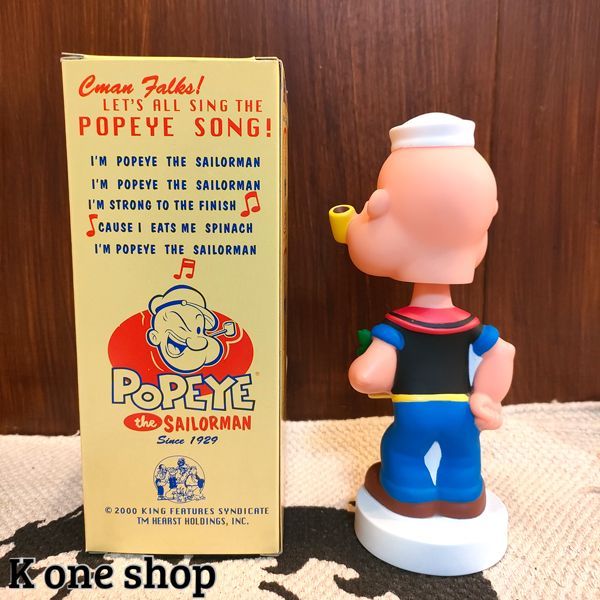 Cman Falks!
LET'S ALL SING THE
POPEYE SONG!
I'M POPEYE THE SAILORMAN
I'M POPEYE THE SAILORMAN
I'M STRONG TO THE FINISH
CAUSE I EATS ME SPINACH
I'M POPEYE THE SAILORMAN
POPEYE®
the SAILORMAN
Since 1929
© 2000 KING FEATURES SYNDICATE
TM HEARST HOLDINGS, INC.
K one shop